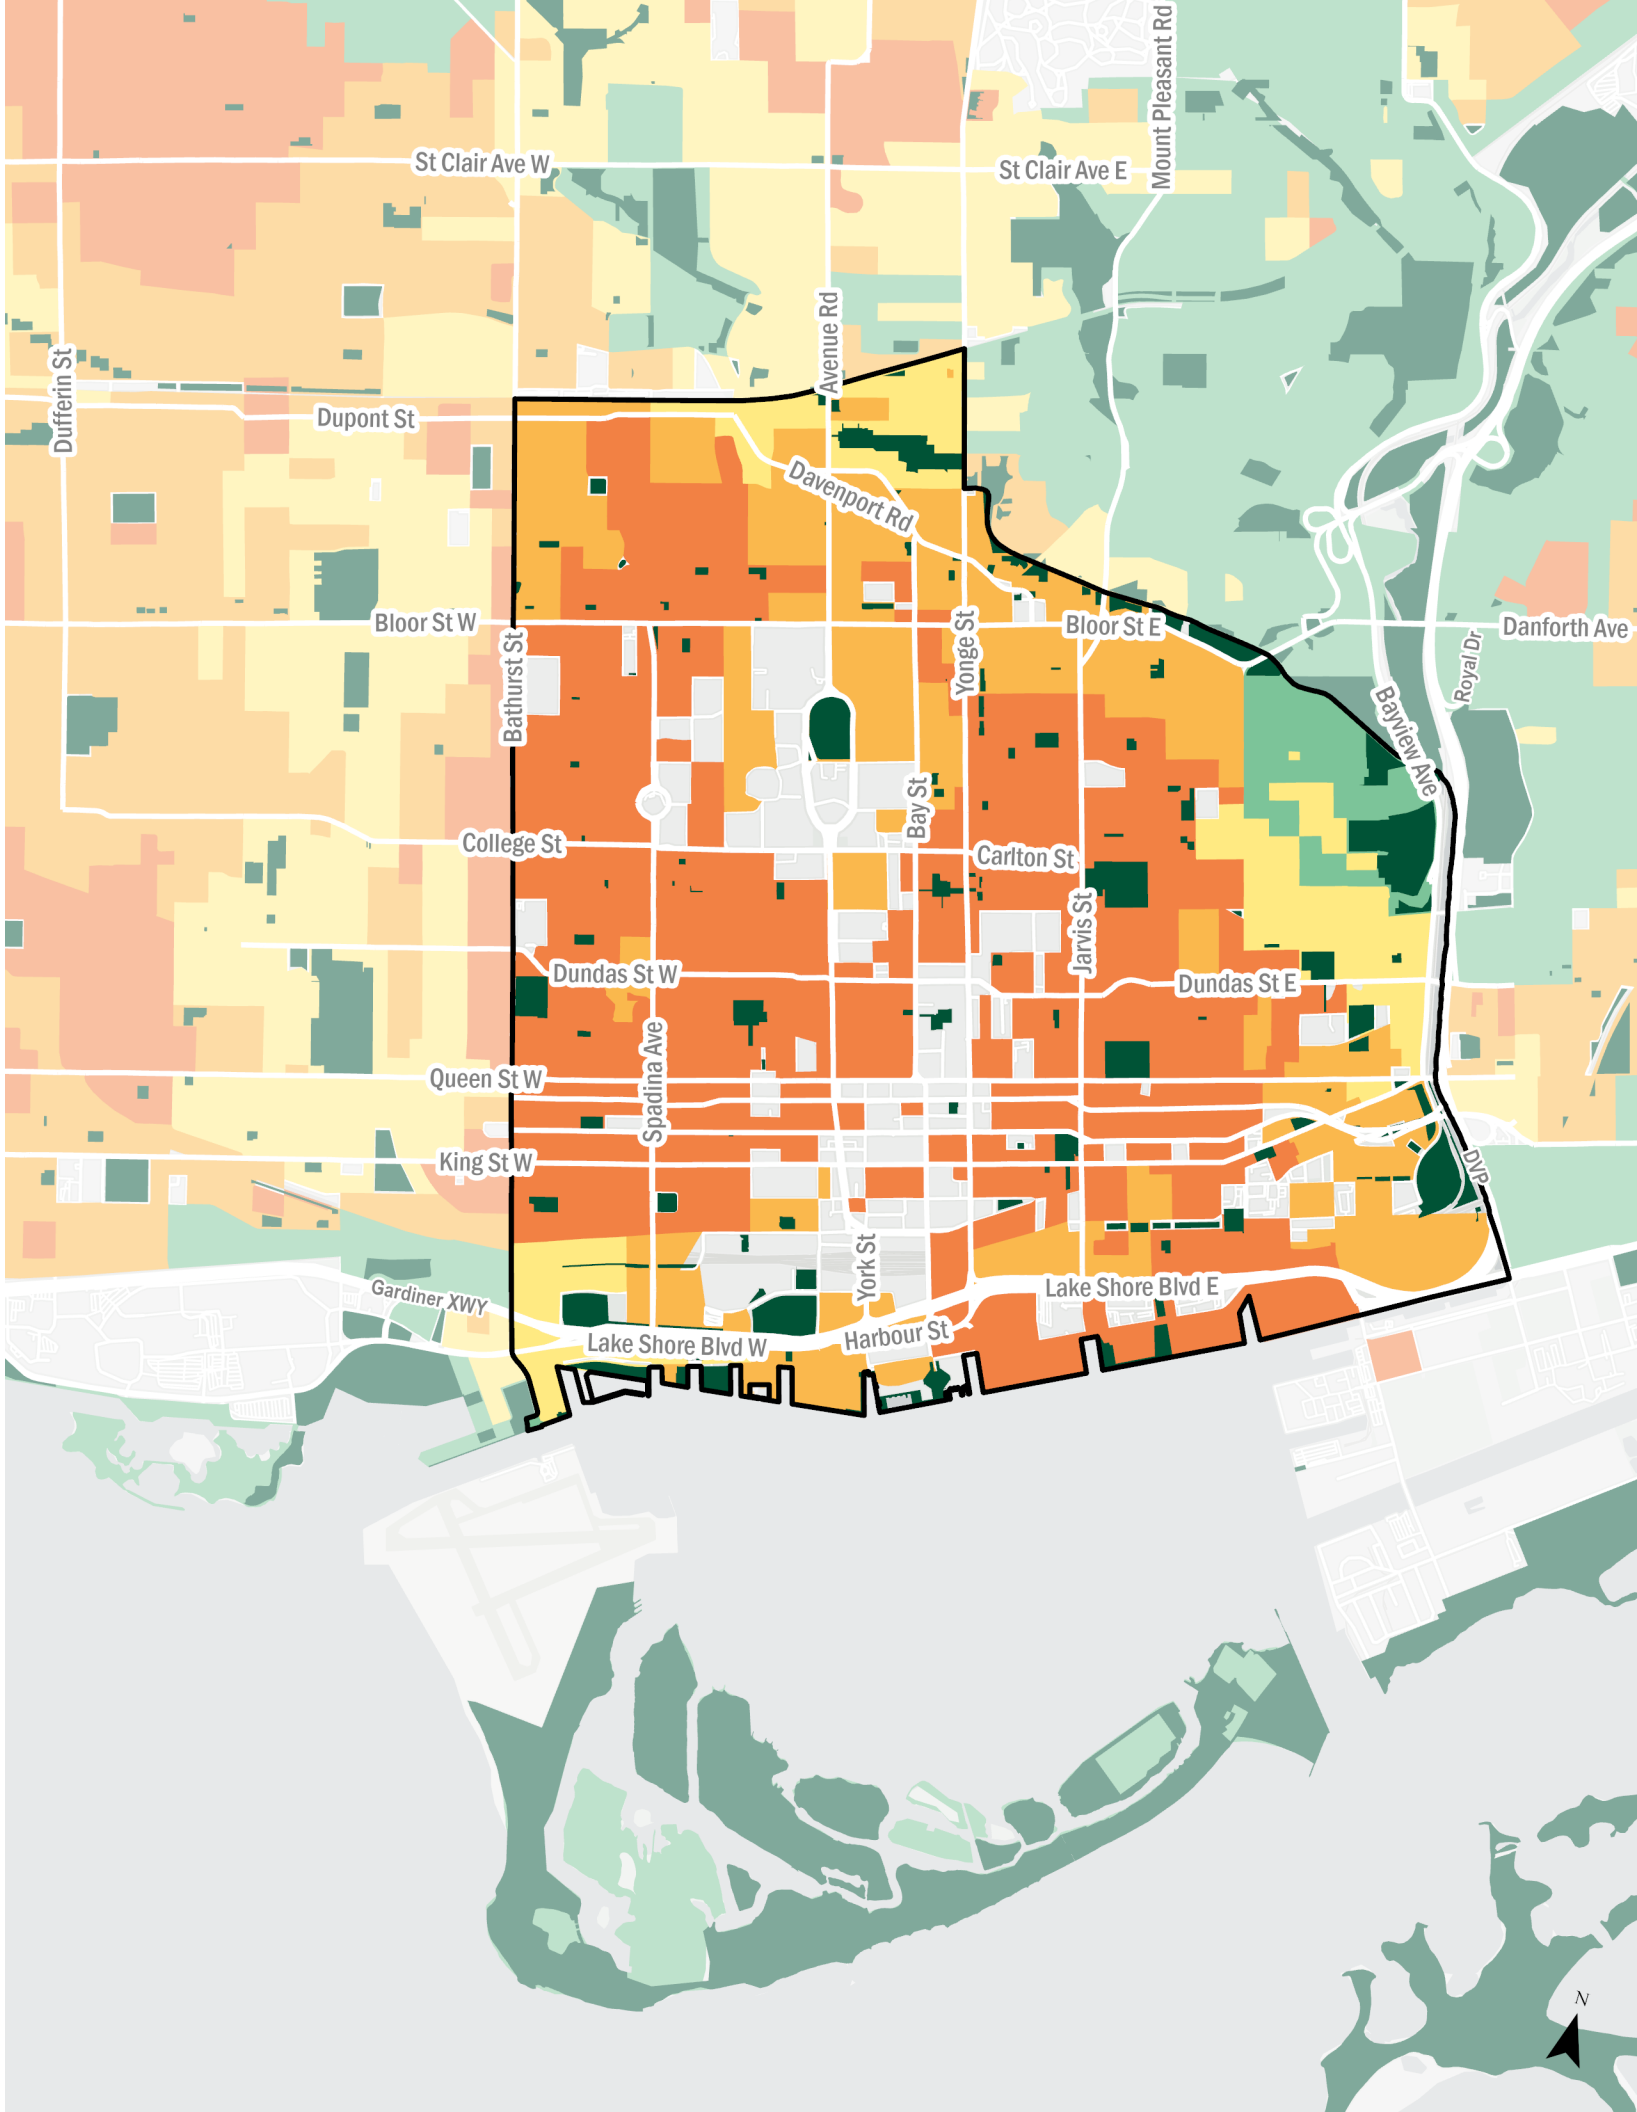 Mount Pleasant Rd
St Clair Ave W
St Clair Ave E
Avenue Rd
Dufferin St
Dupont St
Davenport Rd
Bloor St W
Bathurst St
Yonge St
Bloor St E
Danforth Ave
Royal Dr
Bayview Ave
Bay St
College St
Carlton St
Jarvis St
Dundas St W
Dundas St E
Spadina Ave
Queen St W
King St W
DVP
York St
Gardiner XWY
Lake Shore Blvd E
Harbour St
Lake Shore Blvd W
N